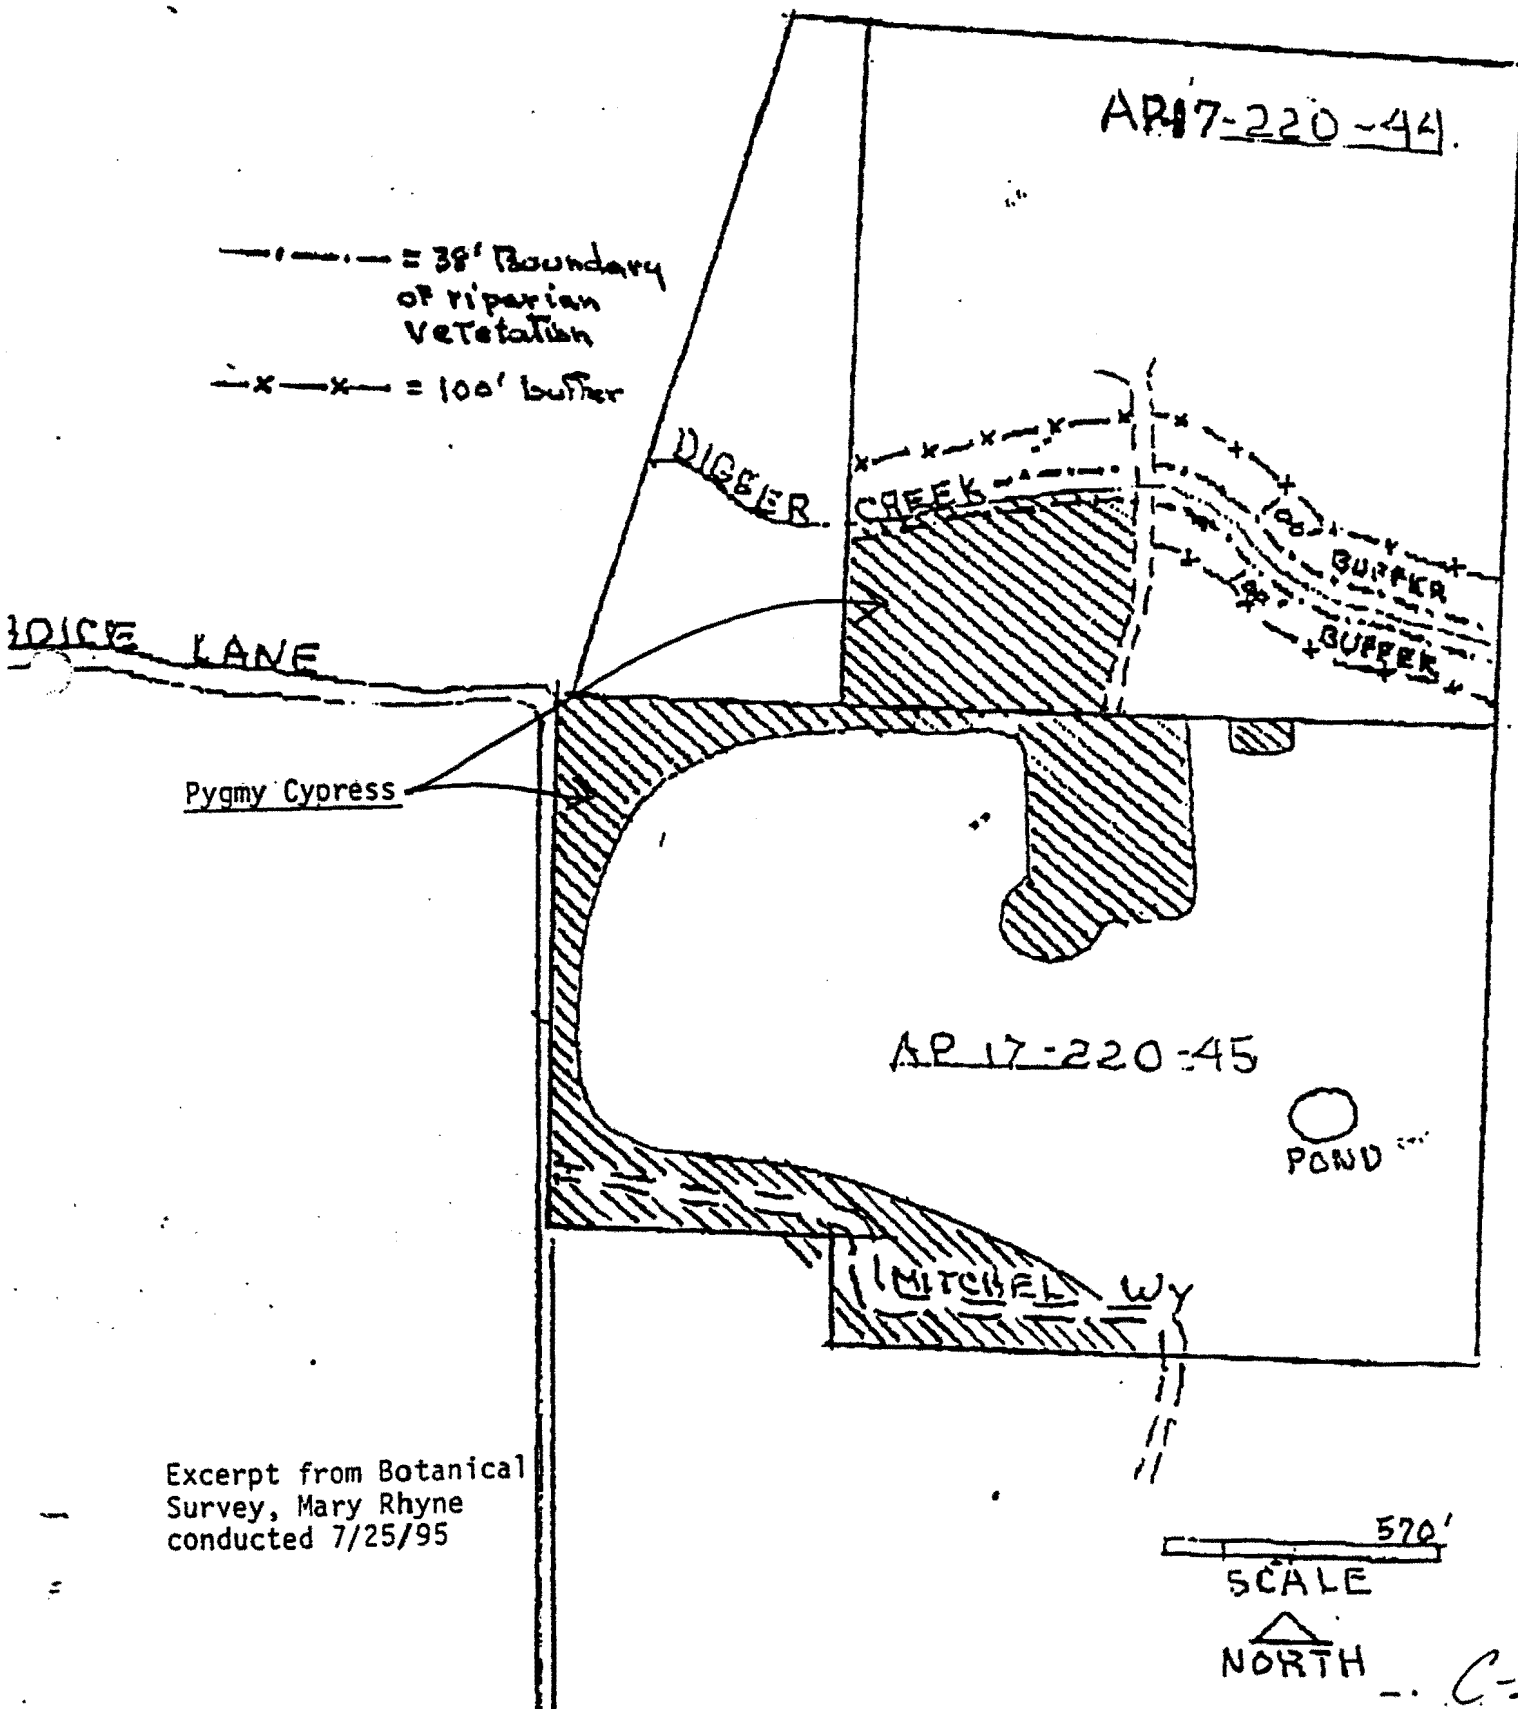 AP 17-220-44
= 38' Boundary
of riparian
Vetetation
= 100' buffer
DIGGER CREEK
BUFFER
BUFFER
LANE
Pygmy Cypress
AP 17-220-45
POND
MITCHEL WY
Excerpt from Botanical
Survey, Mary Rhyne
conducted 7/25/95
570'
SCALE
NORTH